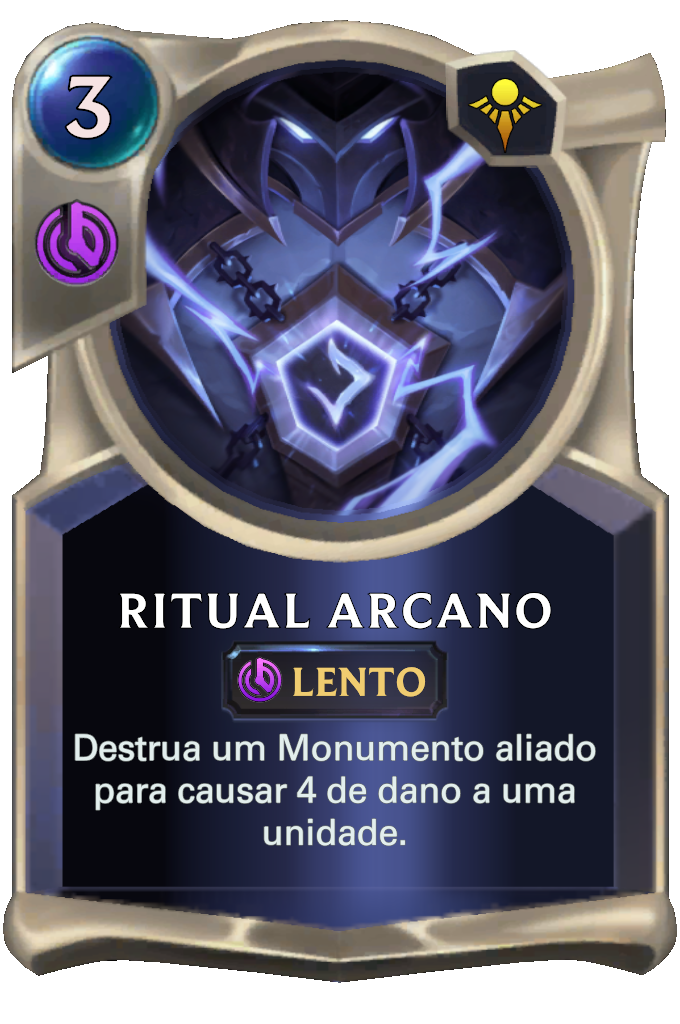 3
RITUAL ARCANO
LENTO
Destrua um Monumento aliado
para causar 4 de dano a uma
unidade.